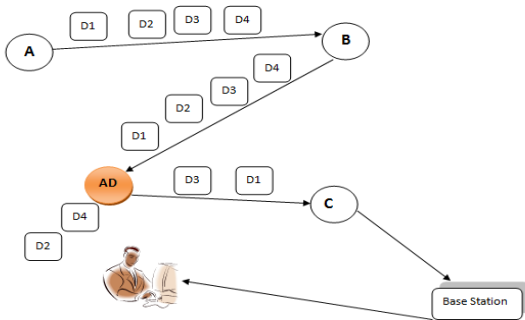 D1 D2 D3 D4
A
B
D4
D3
D2
D1
AD
D3 D1
D4
C
D2
Base Station